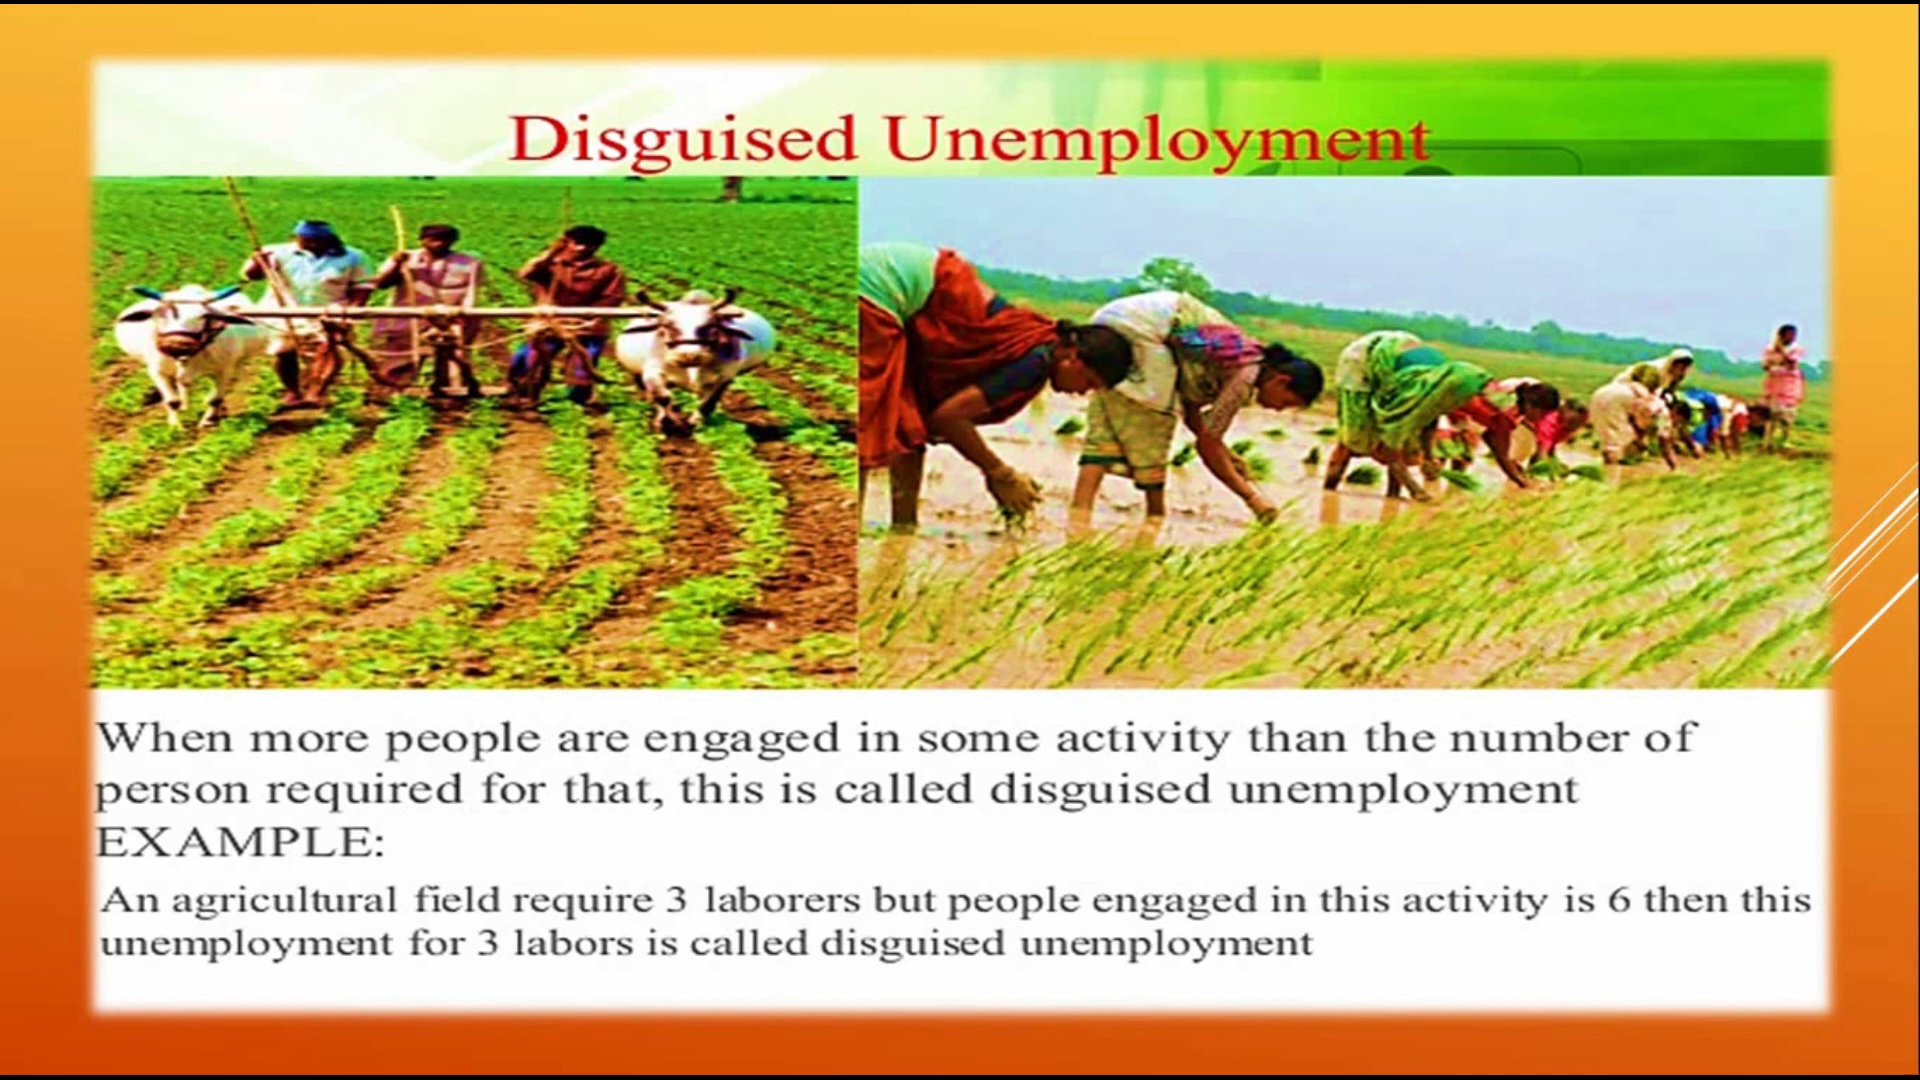 Disguised Unemployment
When more people are engaged in some activity than the number of
person required for that, this is called disguised unemployment
EXAMPLE:
An agricultural field require 3 laborers but people engaged in this activity is 6 then this
unemployment for 3 labors is called disguised unemployment